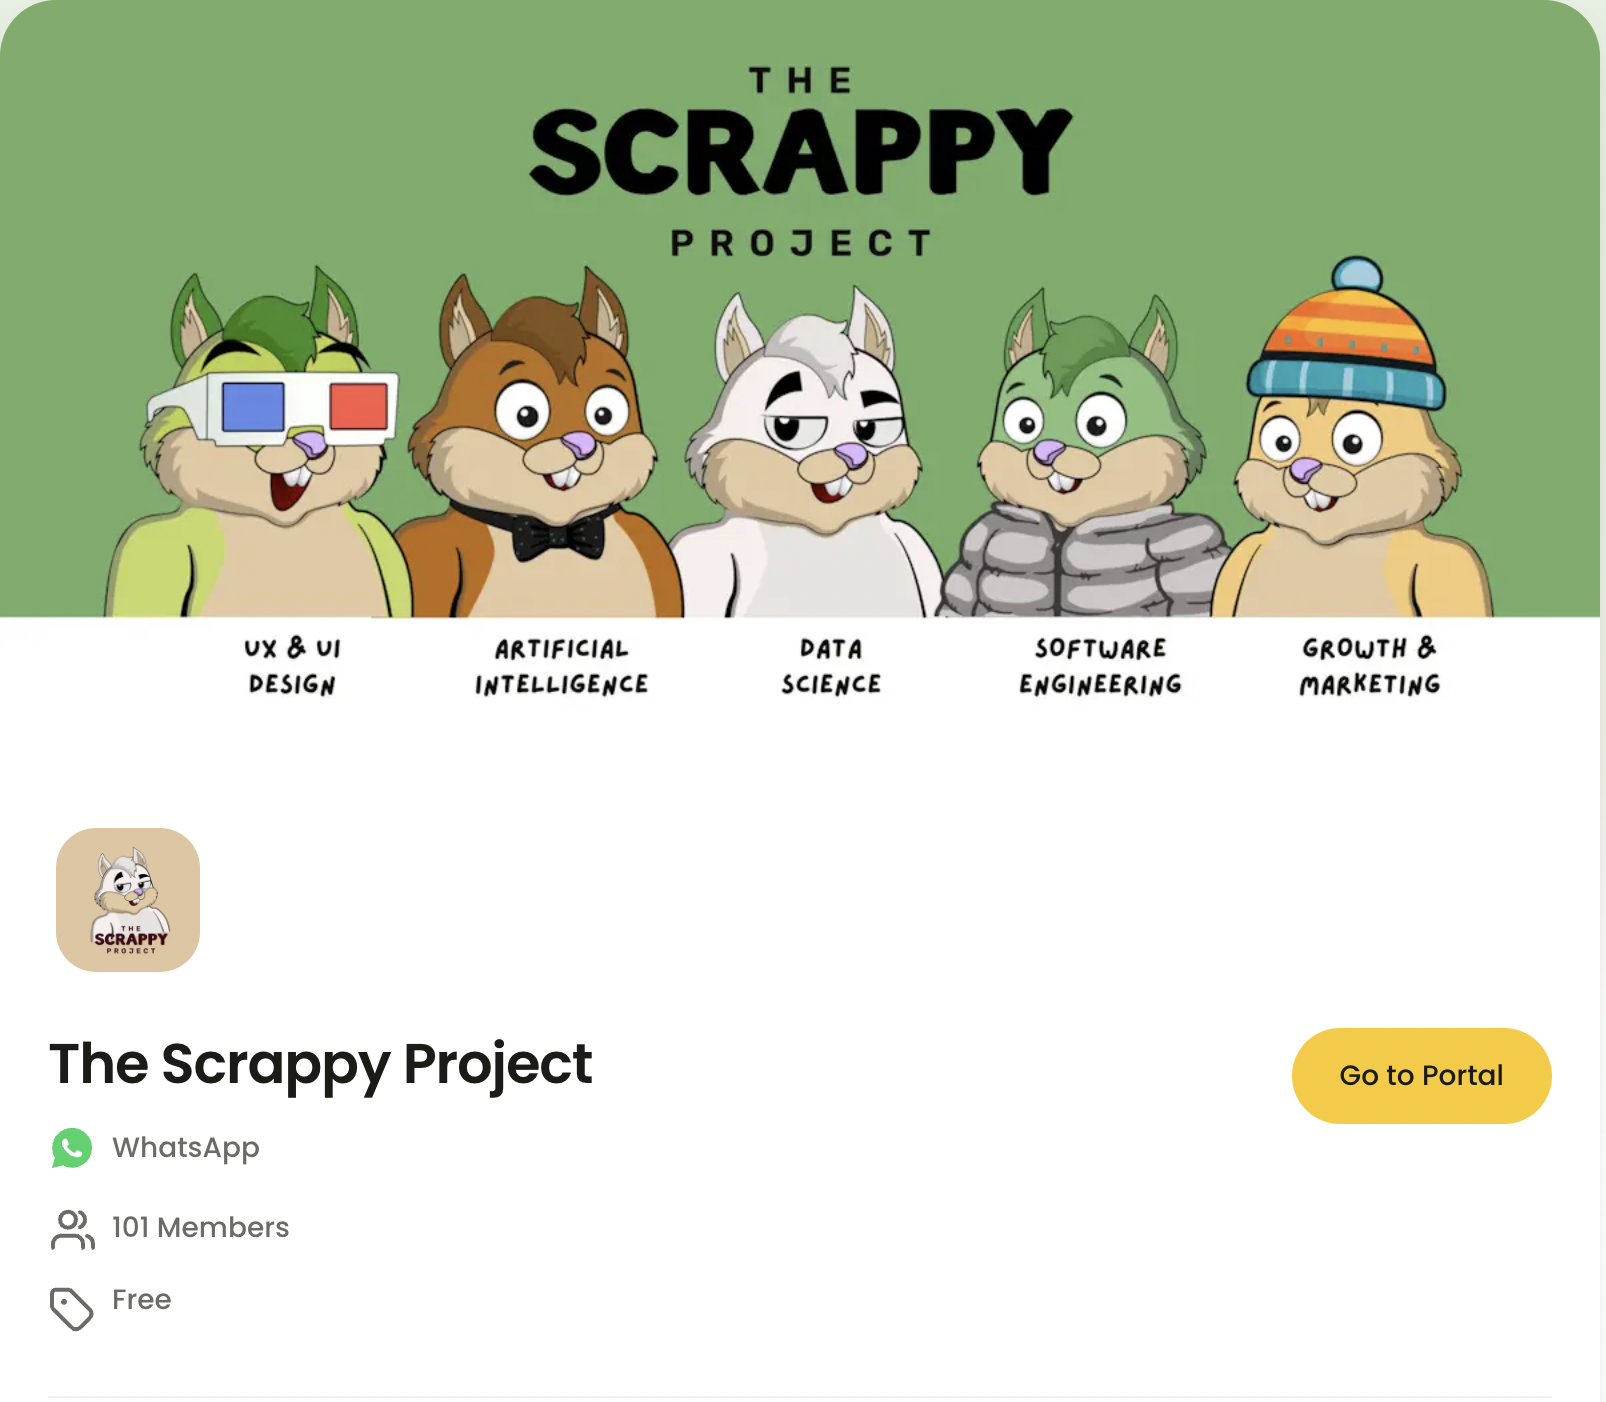 THE
SCRAPPY
PROJECT
UX & UI
DESIGN
ARTIFICIAL
INTELLIGENCE
DATA
SCIENCE
SOFTWARE
ENGINEERING
GROWTH &
MARKETING
THE
SCRAPPY
PROJECT
The Scrappy Project
Go to Portal
WhatsApp
101 Members
Free